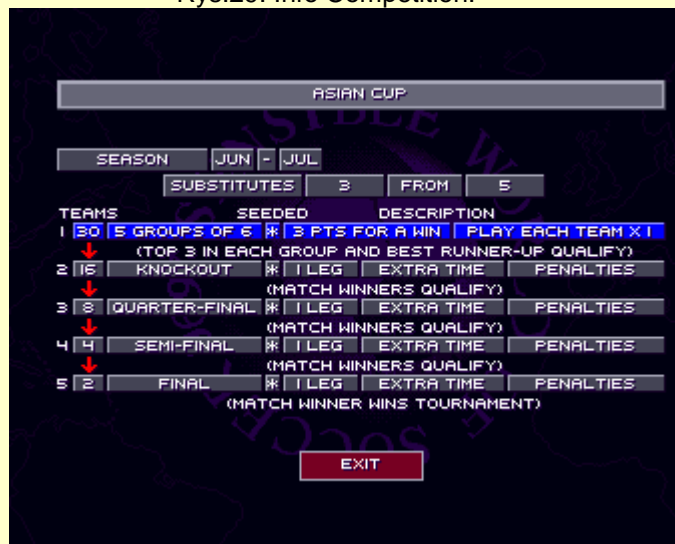 Rys.25. Info Competition.
ASIAN CUP
SEASON JUN - JUL
SUBSTITUTES 3 FROM 5
TEAMS SEEDED DESCRIPTION
1 30 5 GROUPS OF 6 * 3 PTS FOR A WIN PLAY EACH TEAM X 1
(TOP 3 IN EACH GROUP AND BEST RUNNER-UP QUALIFY)
2 16 KNOCKOUT * 1 LEG EXTRA TIME PENALTIES
(MATCH WINNERS QUALIFY)
3 8 QUARTER-FINAL * 1 LEG EXTRA TIME PENALTIES
(MATCH WINNERS QUALIFY)
4 4 SEMI-FINAL * 1 LEG EXTRA TIME PENALTIES
(MATCH WINNERS QUALIFY)
5 2 FINAL * 1 LEG EXTRA TIME PENALTIES
(MATCH WINNER WINS TOURNAMENT)
EXIT